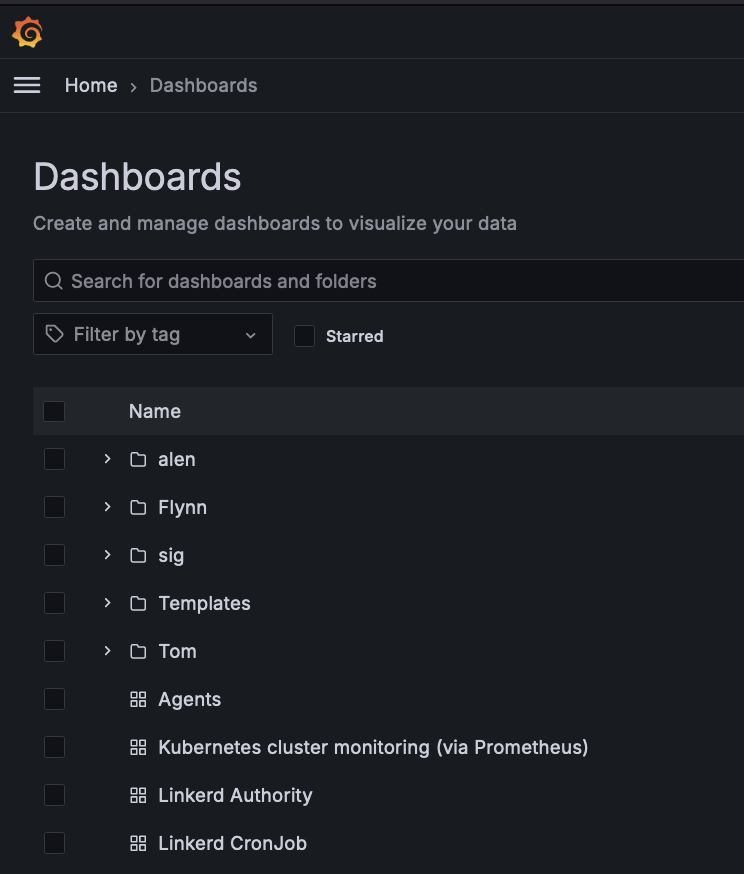 Home > Dashboards
Dashboards
Create and manage dashboards to visualize your data
Search for dashboards and folders
Filter by tag
Starred
Name
alen
Flynn
sig
Templates
Tom
Agents
Kubernetes cluster monitoring (via Prometheus)
Linkerd Authority
Linkerd CronJob